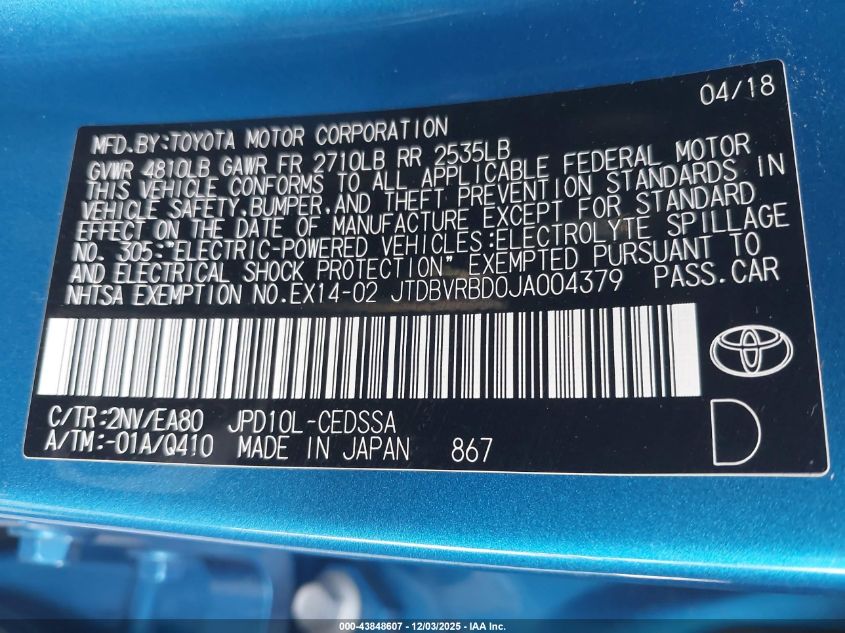 04/18
MFD.BY:TOYOTA MOTOR CORPORATION
GVWR 4810LB GAWR FR 2710LB RR 2535LB
THIS VEHICLE CONFORMS TO ALL APPLICABLE FEDERAL MOTOR
VEHICLE SAFETY,BUMPER,AND THEFT PREVENTION STANDARDS IN
EFFECT ON THE DATE OF MANUFACTURE EXCEPT FOR STANDARD
NO. 305:"ELECTRIC-POWERED VEHICLES:ELECTROLYTE SPILLAGE
AND ELECTRICAL SHOCK PROTECTION" EXEMPTED PURSUANT TO
NHTSA EXEMPTION NO.EX14-02 JTDBVRBD0JA004379 PASS.CAR
C/TR:2NV/EA80 JPD10L-CEDSSA
A/TM:-01A/Q410 MADE IN JAPAN 867
D
000-43848607 - 12/03/2025 - IAA Inc.